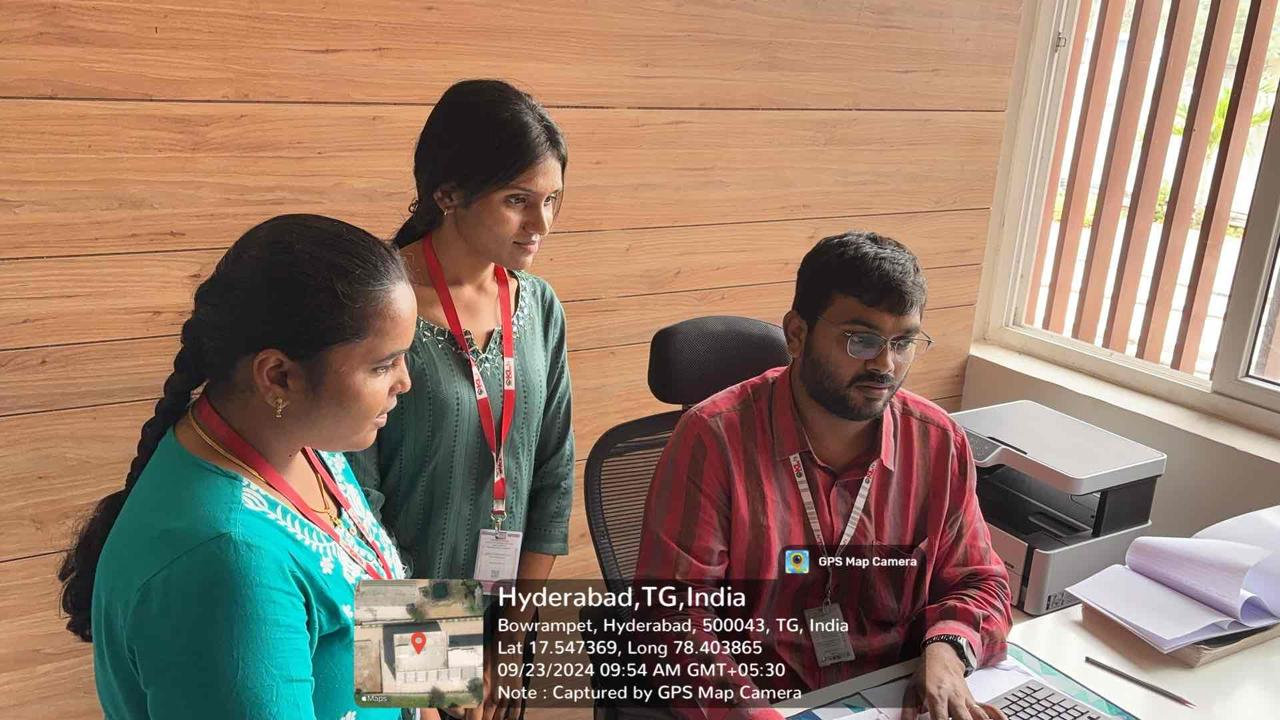 GPS Map Camera
Hyderabad,TG,India
Bowrampet, Hyderabad, 500043, TG, India
Lat 17.547369, Long 78.403865
09/23/2024 09:54 AM GMT+05:30
Note : Captured by GPS Map Camera
Maps